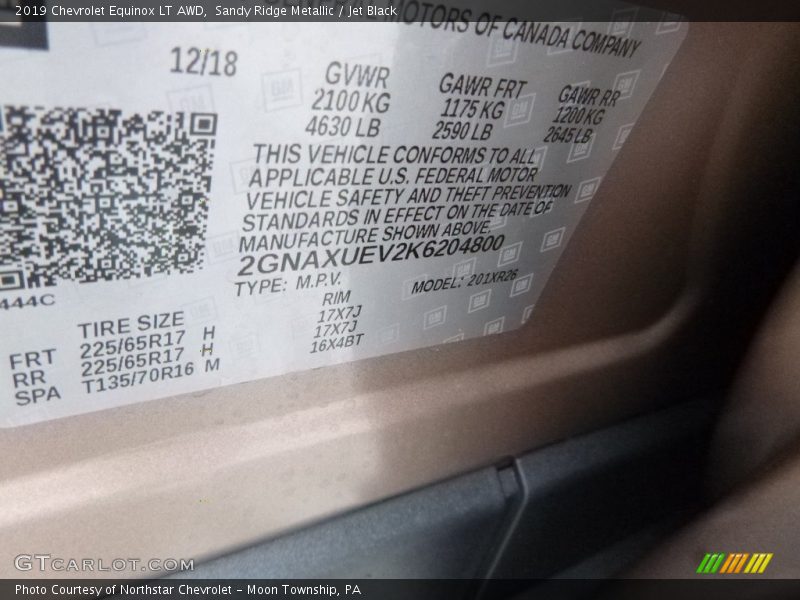 2019 Chevrolet Equinox LT AWD, Sandy Ridge Metallic / Jet Black
MOTORS OF CANADA COMPANY
12/18
GVWR GAWR FRT GAWR RR
2100 KG 1175 KG 1200 KG
4630 LB 2590 LB 2645 LB
THIS VEHICLE CONFORMS TO ALL
APPLICABLE U.S. FEDERAL MOTOR
VEHICLE SAFETY AND THEFT PREVENTION
STANDARDS IN EFFECT ON THE DATE OF
MANUFACTURE SHOWN ABOVE.
2GNAXUEV2K6204800
TYPE: M.P.V. MODEL: 201XR26
444C
TIRE SIZE RIM
FRT 225/65R17 H 17X7J
RR 225/65R17 H 17X7J
SPA T135/70R16 M 16X4BT
GTCARLOT.COM
Photo Courtesy of Northstar Chevrolet - Moon Township, PA